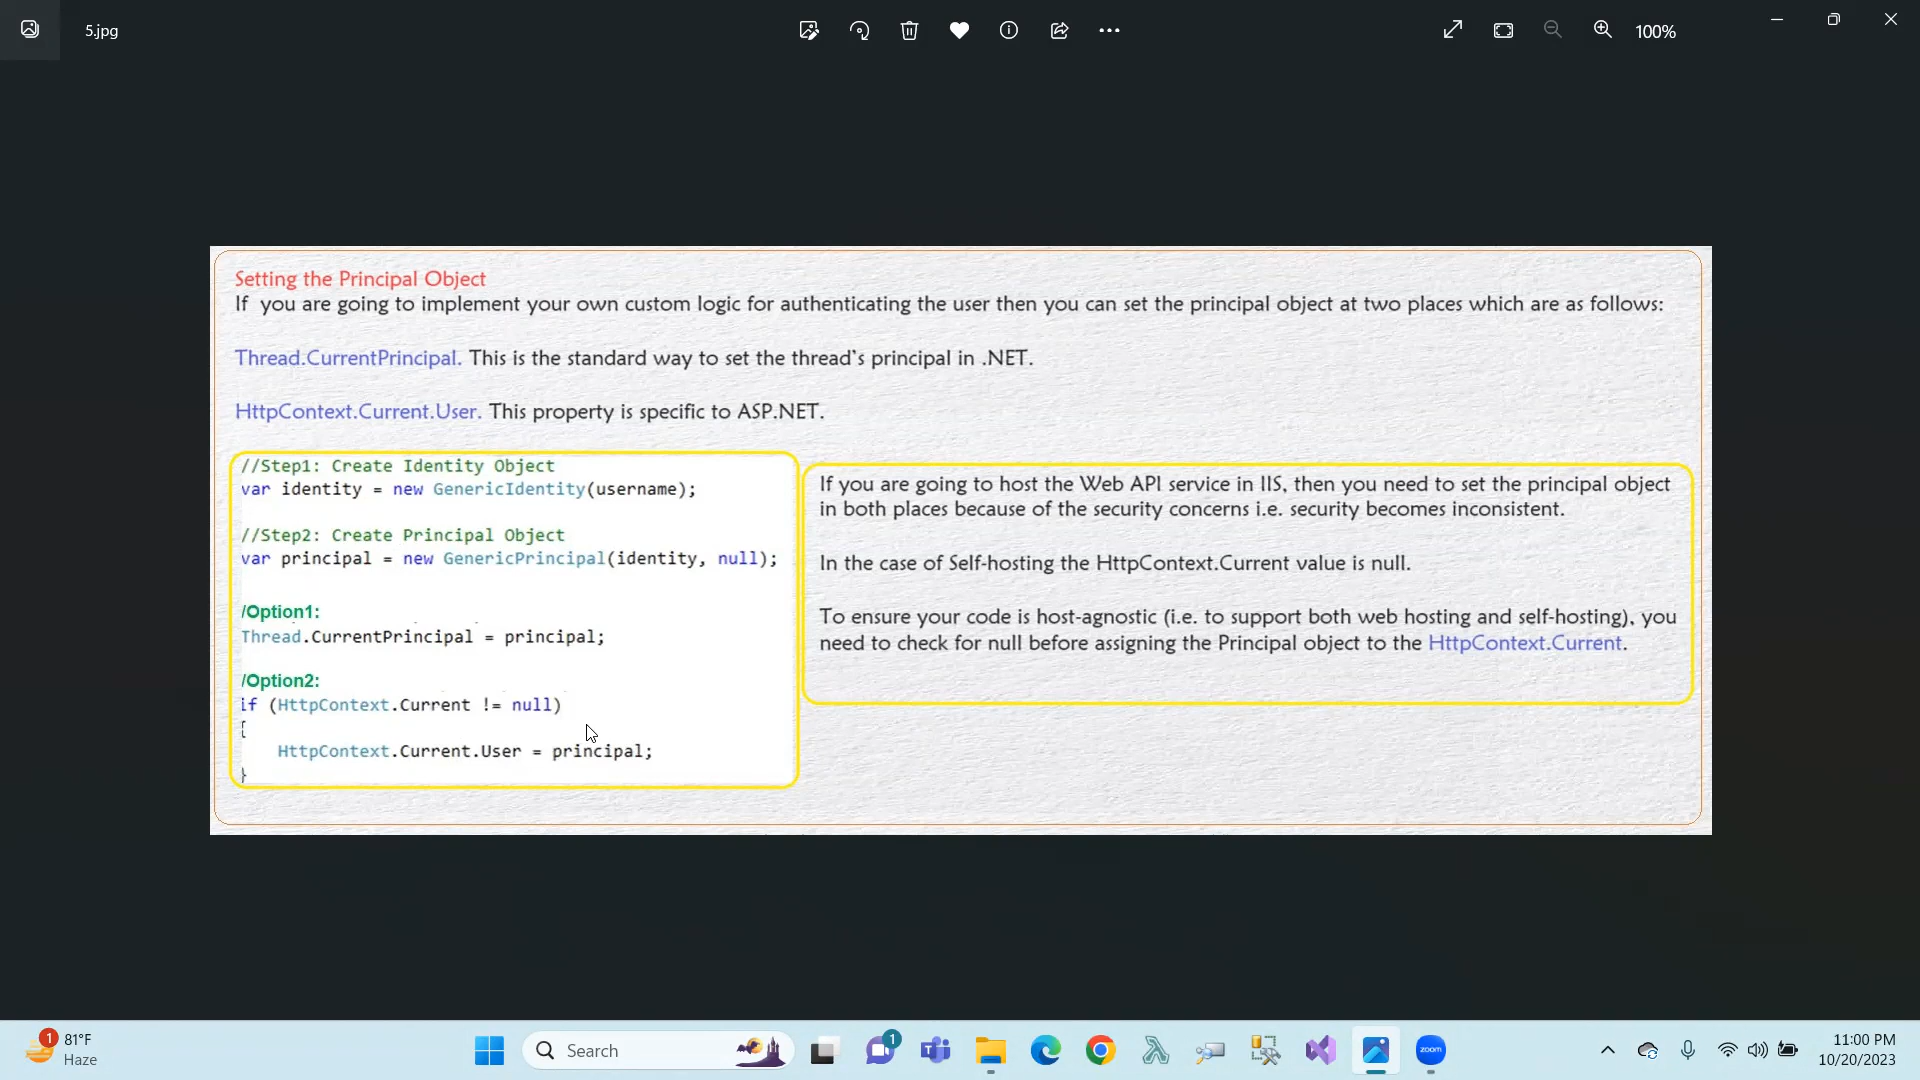 5.jpg
100%
Setting the Principal Object
If you are going to implement your own custom logic for authenticating the user then you can set the principal object at two places which are as follows:
Thread.CurrentPrincipal. This is the standard way to set the thread's principal in .NET.
HttpContext.Current.User. This property is specific to ASP.NET.
//Step1: Create Identity Object
var identity = new GenericIdentity(username);
//Step2: Create Principal Object
var principal = new GenericPrincipal(identity, null);
/Option1:
Thread.CurrentPrincipal = principal;
/Option2:
if (HttpContext.Current != null)
{
HttpContext.Current.User = principal;
}
If you are going to host the Web API service in IIS, then you need to set the principal object
in both places because of the security concerns i.e. security becomes inconsistent.
In the case of Self-hosting the HttpContext.Current value is null.
To ensure your code is host-agnostic (i.e. to support both web hosting and self-hosting), you
need to check for null before assigning the Principal object to the HttpContext.Current.
1
81°F
Haze
Search
1
zoom
11:00 PM
10/20/2023